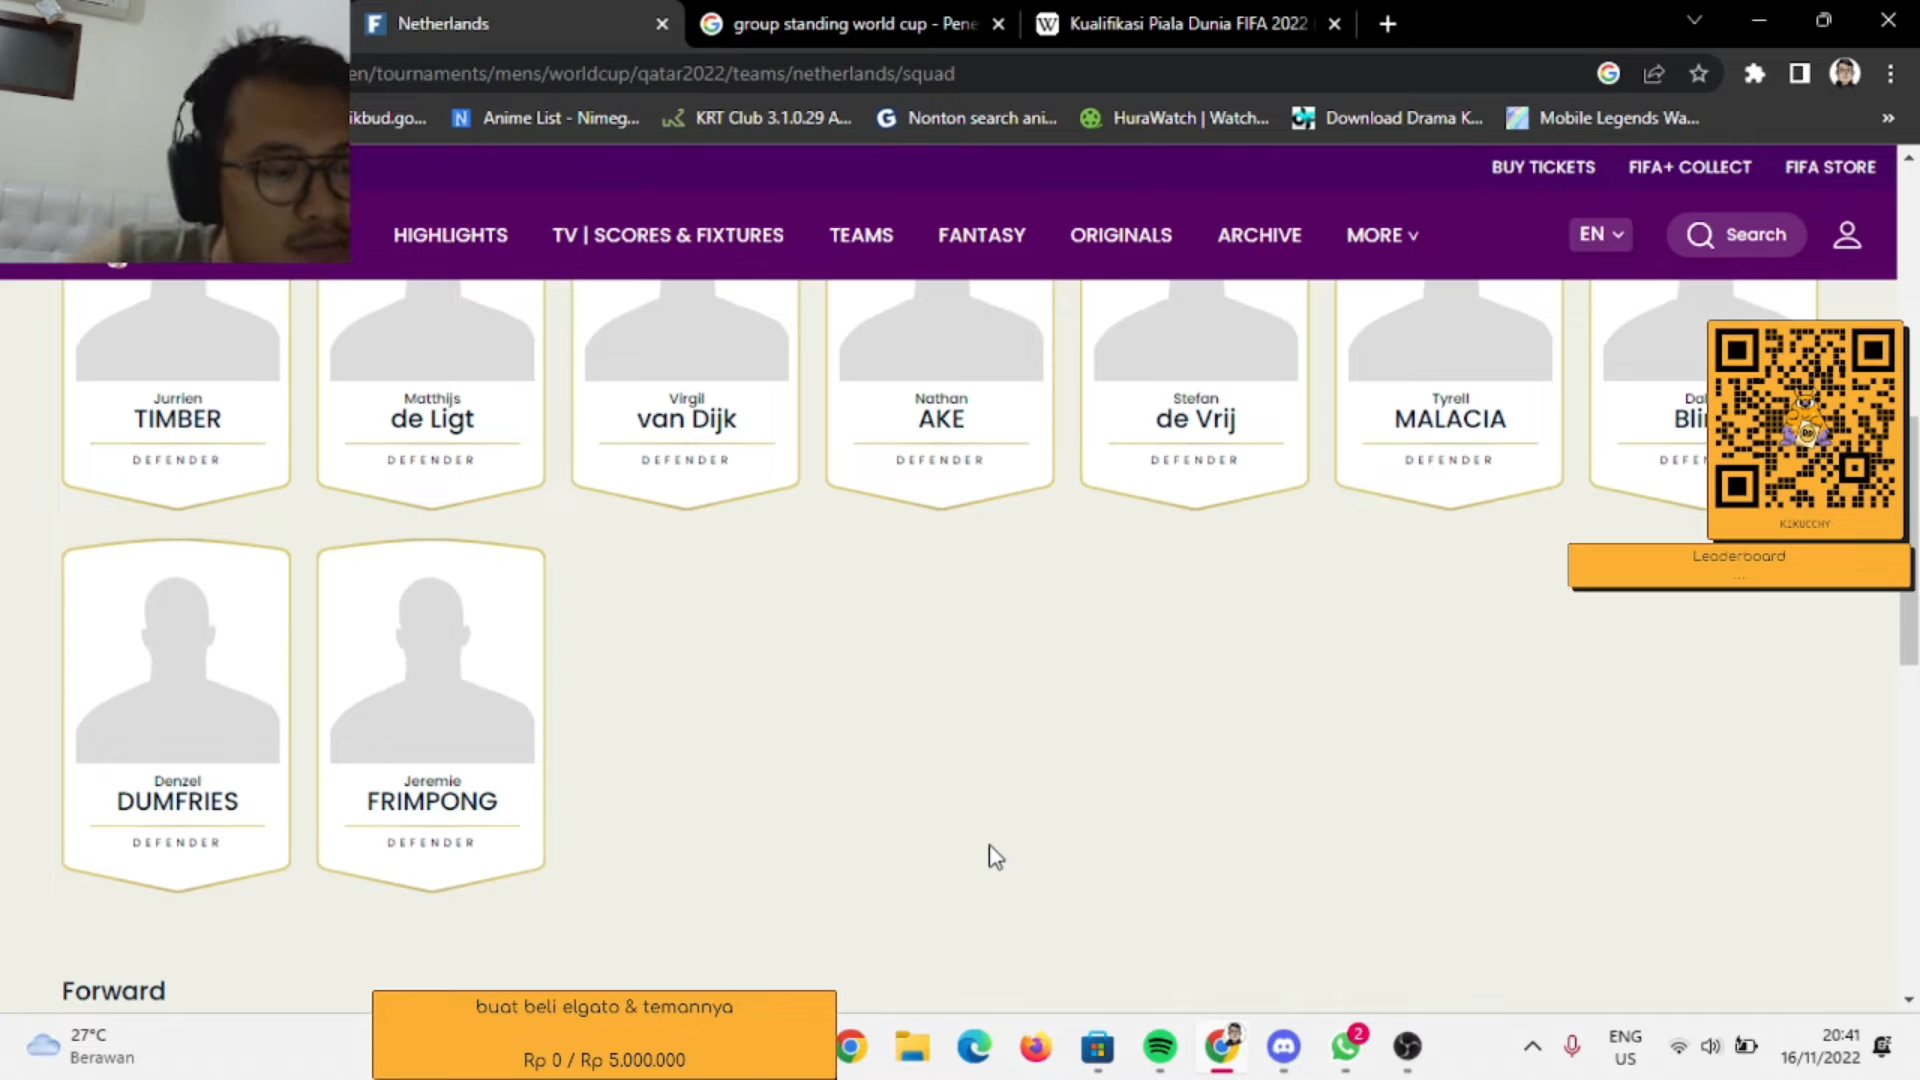 Netherlands
group standing world cup - Pene
Kualifikasi Piala Dunia FIFA 2022
en/tournaments/mens/worldcup/qatar2022/teams/netherlands/squad
ikbud.go...
Anime List - Nimeg...
KRT Club 3.1.0.29 A...
Nonton search ani...
HuraWatch | Watch...
Download Drama K...
Mobile Legends Wa...
»
BUY TICKETS
FIFA+ COLLECT
FIFA STORE
HIGHLIGHTS
TV | SCORES & FIXTURES
TEAMS
FANTASY
ORIGINALS
ARCHIVE
MORE
EN
Search
Jurrien
TIMBER
DEFENDER
Matthijs
de Ligt
DEFENDER
Virgil
van Dijk
DEFENDER
Nathan
AKE
DEFENDER
Stefan
de Vrij
DEFENDER
Tyrell
MALACIA
DEFENDER
Dal
Bli
DEFEN
KIKUCCHY
Leaderboard
...
Denzel
DUMFRIES
DEFENDER
Jeremie
FRIMPONG
DEFENDER
Forward
buat beli elgato & temannya
Rp 0 / Rp 5.000.000
27°C
Berawan
2
ENG
US
20:41
16/11/2022